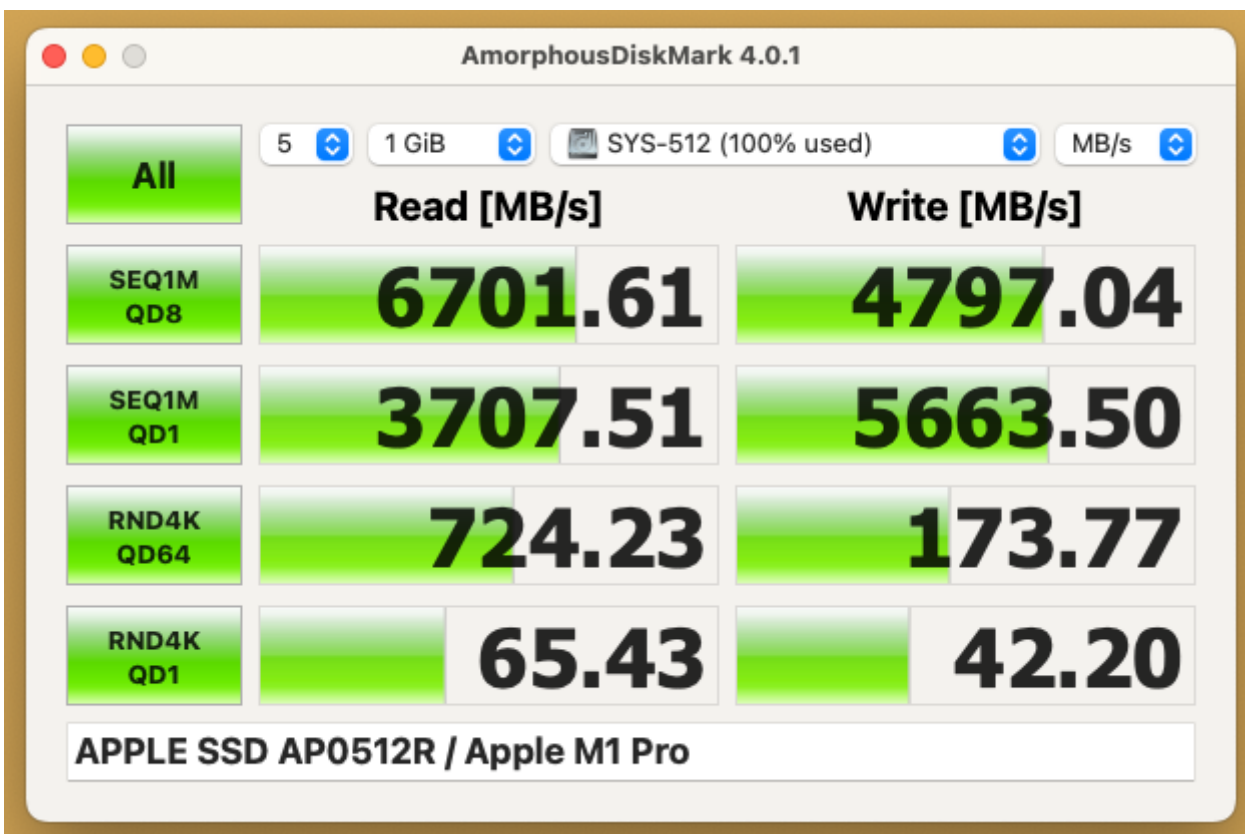 AmorphousDiskMark 4.0.1
All
5
1 GiB
SYS-512 (100% used)
MB/s
Read [MB/s]
Write [MB/s]
SEQ1M
QD8
6701.61
4797.04
SEQ1M
QD1
3707.51
5663.50
RND4K
QD64
724.23
173.77
RND4K
QD1
65.43
42.20
APPLE SSD AP0512R / Apple M1 Pro